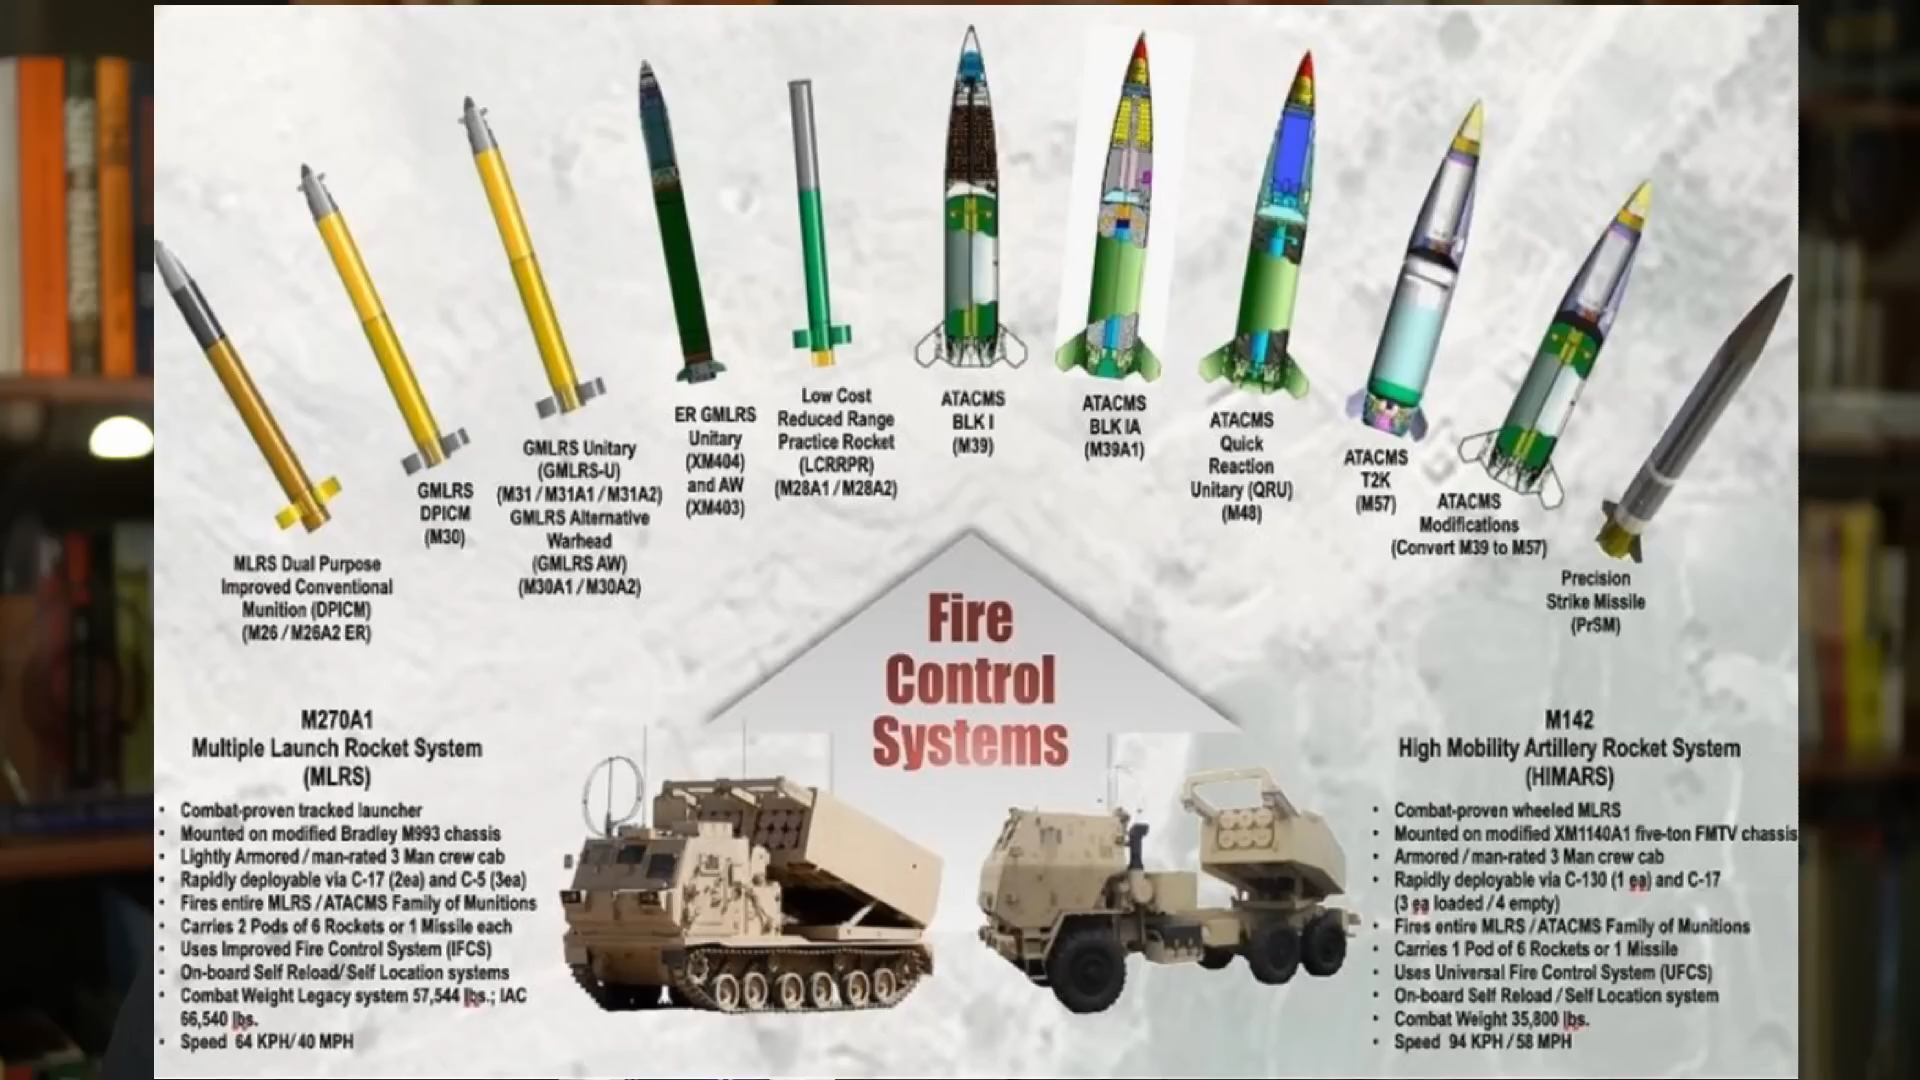 MLRS Dual Purpose
Improved Conventional
Munition (DPICM)
(M26 / M26A2 ER)
GMLRS
DPICM
(M30)
GMLRS Unitary
(GMLRS-U)
(M31 / M31A1 / M31A2)
GMLRS Alternative
Warhead
(GMLRS AW)
(M30A1 / M30A2)
ER GMLRS
Unitary
(XM404)
and AW
(XM403)
Low Cost
Reduced Range
Practice Rocket
(LCRRPR)
(M28A1 / M28A2)
ATACMS
BLK I
(M39)
ATACMS
BLK IA
(M39A1)
ATACMS
Quick
Reaction
Unitary (QRU)
(M48)
ATACMS
T2K
(M57)
ATACMS
Modifications
(Convert M39 to M57)
Precision
Strike Missile
(PrSM)
Fire
Control
Systems
M270A1
Multiple Launch Rocket System
(MLRS)
• Combat-proven tracked launcher
• Mounted on modified Bradley M993 chassis
• Lightly Armored / man-rated 3 Man crew cab
• Rapidly deployable via C-17 (2ea) and C-5 (3ea)
• Fires entire MLRS / ATACMS Family of Munitions
• Carries 2 Pods of 6 Rockets or 1 Missile each
• Uses Improved Fire Control System (IFCS)
• On-board Self Reload/ Self Location systems
• Combat Weight Legacy system 57,544 lbs.; IAC
66,540 lbs.
• Speed 64 KPH/ 40 MPH
M142
High Mobility Artillery Rocket System
(HIMARS)
• Combat-proven wheeled MLRS
• Mounted on modified XM1140A1 five-ton FMTV chassis
• Armored / man-rated 3 Man crew cab
• Rapidly deployable via C-130 (1 ea) and C-17
(3 ea loaded / 4 empty)
• Fires entire MLRS / ATACMS Family of Munitions
• Carries 1 Pod of 6 Rockets or 1 Missile
• Uses Universal Fire Control System (UFCS)
• On-board Self Reload / Self Location system
• Combat Weight 35,800 lbs.
• Speed 94 KPH / 58 MPH